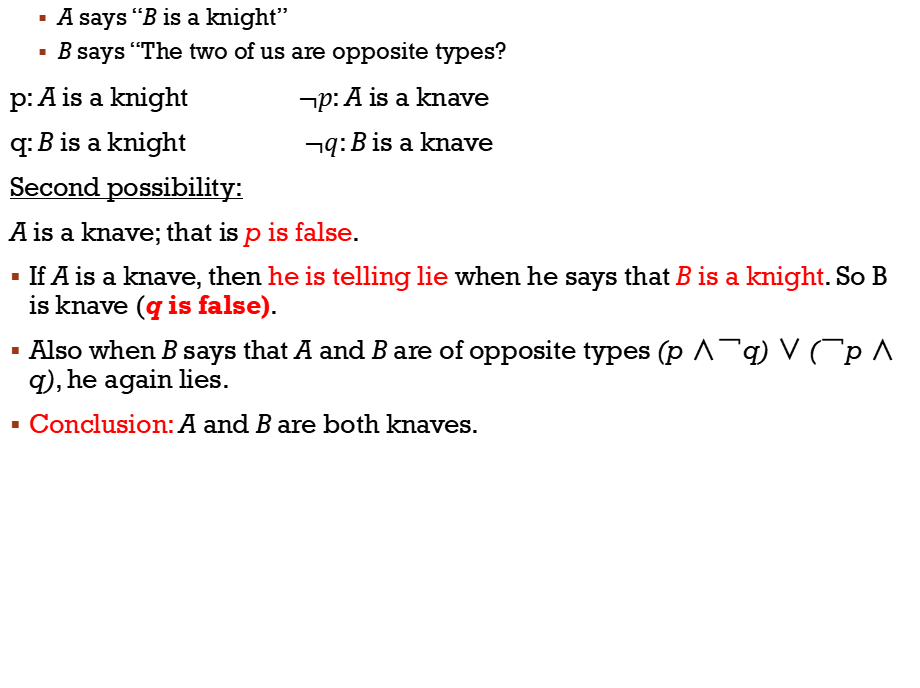 ▪ A says “B is a knight”
▪ B says “The two of us are opposite types?
p: A is a knight ¬p: A is a knave
q: B is a knight ¬q: B is a knave
Second possibility:
A is a knave; that is p is false.
▪ If A is a knave, then he is telling lie when he says that B is a knight. So B
is knave (q is false).
▪ Also when B says that A and B are of opposite types (p ∧¬q) ∨ (¬p ∧
q), he again lies.
▪ Conclusion: A and B are both knaves.